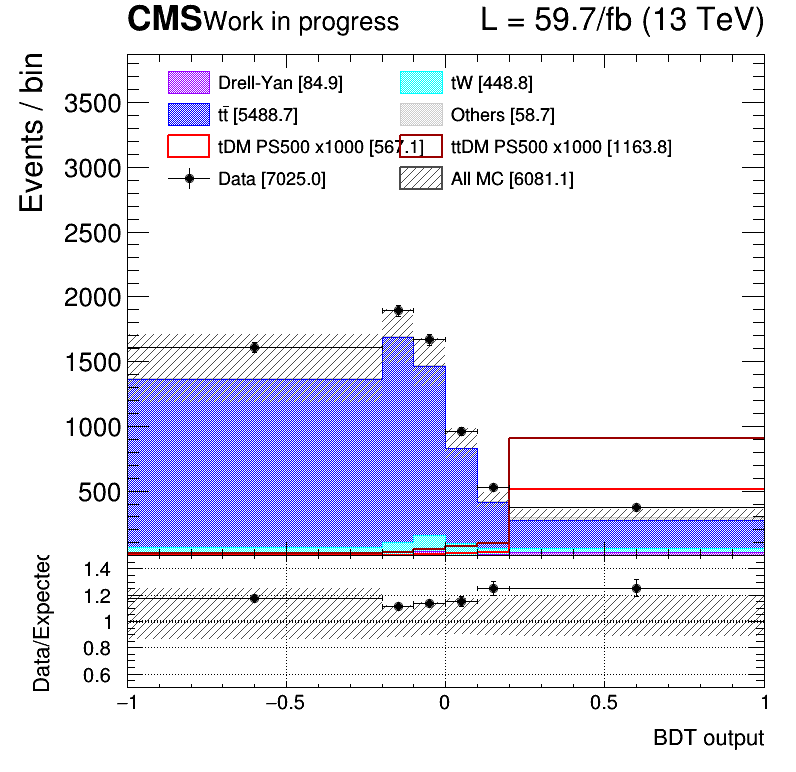 CMS Work in progress L = 59.7/fb (13 TeV)
Events / bin
3500
3000
2500
2000
1500
1000
500
Drell-Yan [84.9] tW [448.8]
tt̄ [5488.7] Others [58.7]
tDM PS500 x1000 [567.1] ttDM PS500 x1000 [1163.8]
Data [7025.0] All MC [6081.1]
Data/Expected
1.4
1.2
1
0.8
0.6
−1 −0.5 0 0.5 1
BDT output